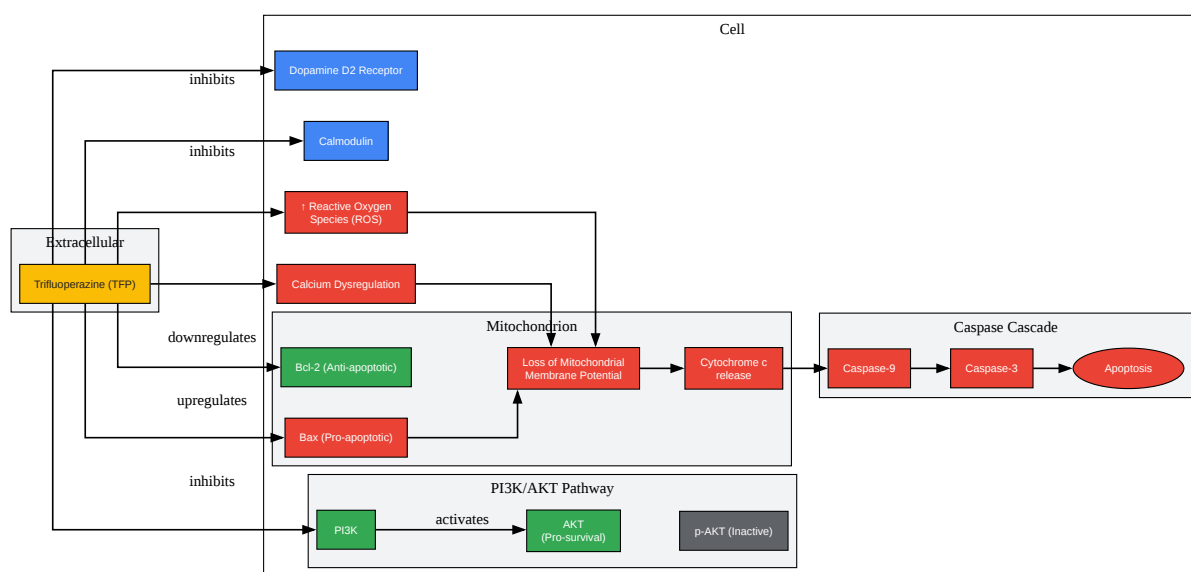 Cell
Dopamine D2 Receptor
inhibits
Calmodulin
inhibits
↑ Reactive Oxygen
Species (ROS)
Extracellular
Trifluoperazine (TFP)
Calcium Dysregulation
Mitochondrion
Caspase Cascade
downregulates
Bcl-2 (Anti-apoptotic)
Loss of Mitochondrial
Membrane Potential
Cytochrome c
release
Caspase-9
Caspase-3
Apoptosis
upregulates
Bax (Pro-apoptotic)
inhibits
PI3K/AKT Pathway
PI3K
activates
AKT
(Pro-survival)
p-AKT (Inactive)